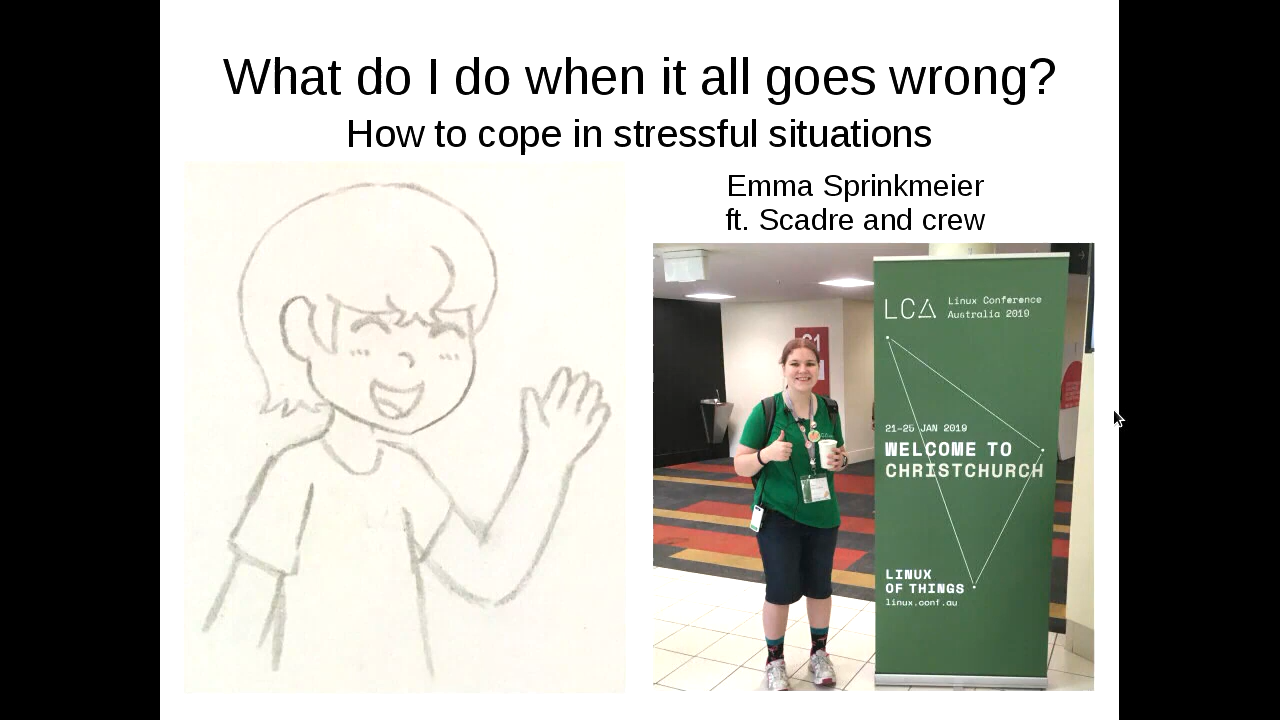 What do I do when it all goes wrong?
How to cope in stressful situations
Emma Sprinkmeier
ft. Scadre and crew
LCA
Linux Conference
Australia 2019
21-25 JAN 2019
WELCOME TO
CHRISTCHURCH
LINUX
OF THINGS
linux.conf.au